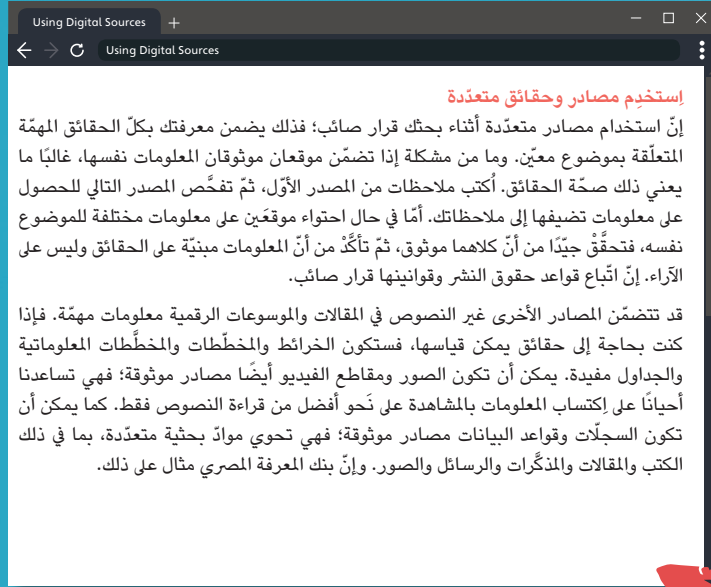 Using Digital Sources
Using Digital Sources
اِستخدِم مصادر وحقائق متعدّدة
إنّ استخدام مصادر متعدّدة أثناء بحثك قرار صائب؛ فذلك يضمن معرفتك بكلّ الحقائق المهمّة
المتعلّقة بموضوع معيّن. وما من مشكلة إذا تضمّن موقعان موثوقان المعلومات نفسها، غالبًا ما
يعني ذلك صحّة الحقائق. اُكتب ملاحظات من المصدر الأوّل، ثمّ تفحَّص المصدر التالي للحصول
على معلومات تضيفها إلى ملاحظاتك. أمّا في حال احتواء موقعَين على معلومات مختلفة للموضوع
نفسه، فتحقَّقْ جيّدًا من أنّ كلاهما موثوق، ثمّ تأكَّدْ من أنّ المعلومات مبنيّة على الحقائق وليس على
الآراء. إنّ اتّباع قواعد حقوق النشر وقوانينها قرار صائب.
قد تتضمّن المصادر الأخرى غير النصوص في المقالات والموسوعات الرقمية معلومات مهمّة. فإذا
كنت بحاجة إلى حقائق يمكن قياسها، فستكون الخرائط والمخطّطات والمخطَّطات المعلوماتية
والجداول مفيدة. يمكن أن تكون الصور ومقاطع الفيديو أيضًا مصادر موثوقة؛ فهي تساعدنا
أحيانًا على اِكتساب المعلومات بالمشاهدة على نَحو أفضل من قراءة النصوص فقط. كما يمكن أن
تكون السجلّات وقواعد البيانات مصادر موثوقة؛ فهي تحوي موادّ بحثية متعدّدة، بما في ذلك
الكتب والمقالات والمذكَّرات والرسائل والصور. وإنّ بنك المعرفة المصري مثال على ذلك.